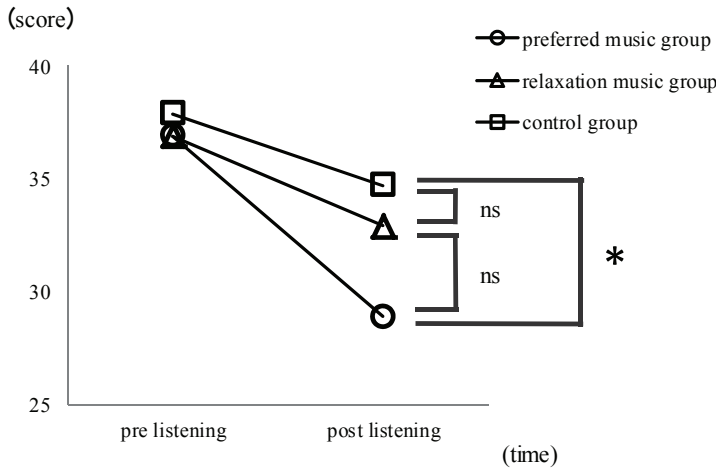 (score)
preferred music group
relaxation music group
control group
40
35
30
25
ns
ns
*
pre listening
post listening
(time)